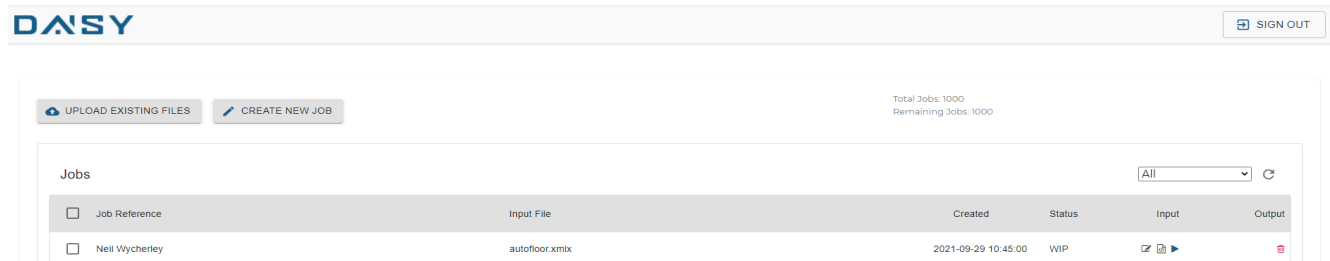 DAISY
SIGN OUT
UPLOAD EXISTING FILES CREATE NEW JOB
Total Jobs: 1000
Remaining Jobs: 1000
Jobs
All
Job Reference Input File Created Status Input Output
Neil Wycherley autofloor.xmlx 2021-09-29 10:45:00 WIP